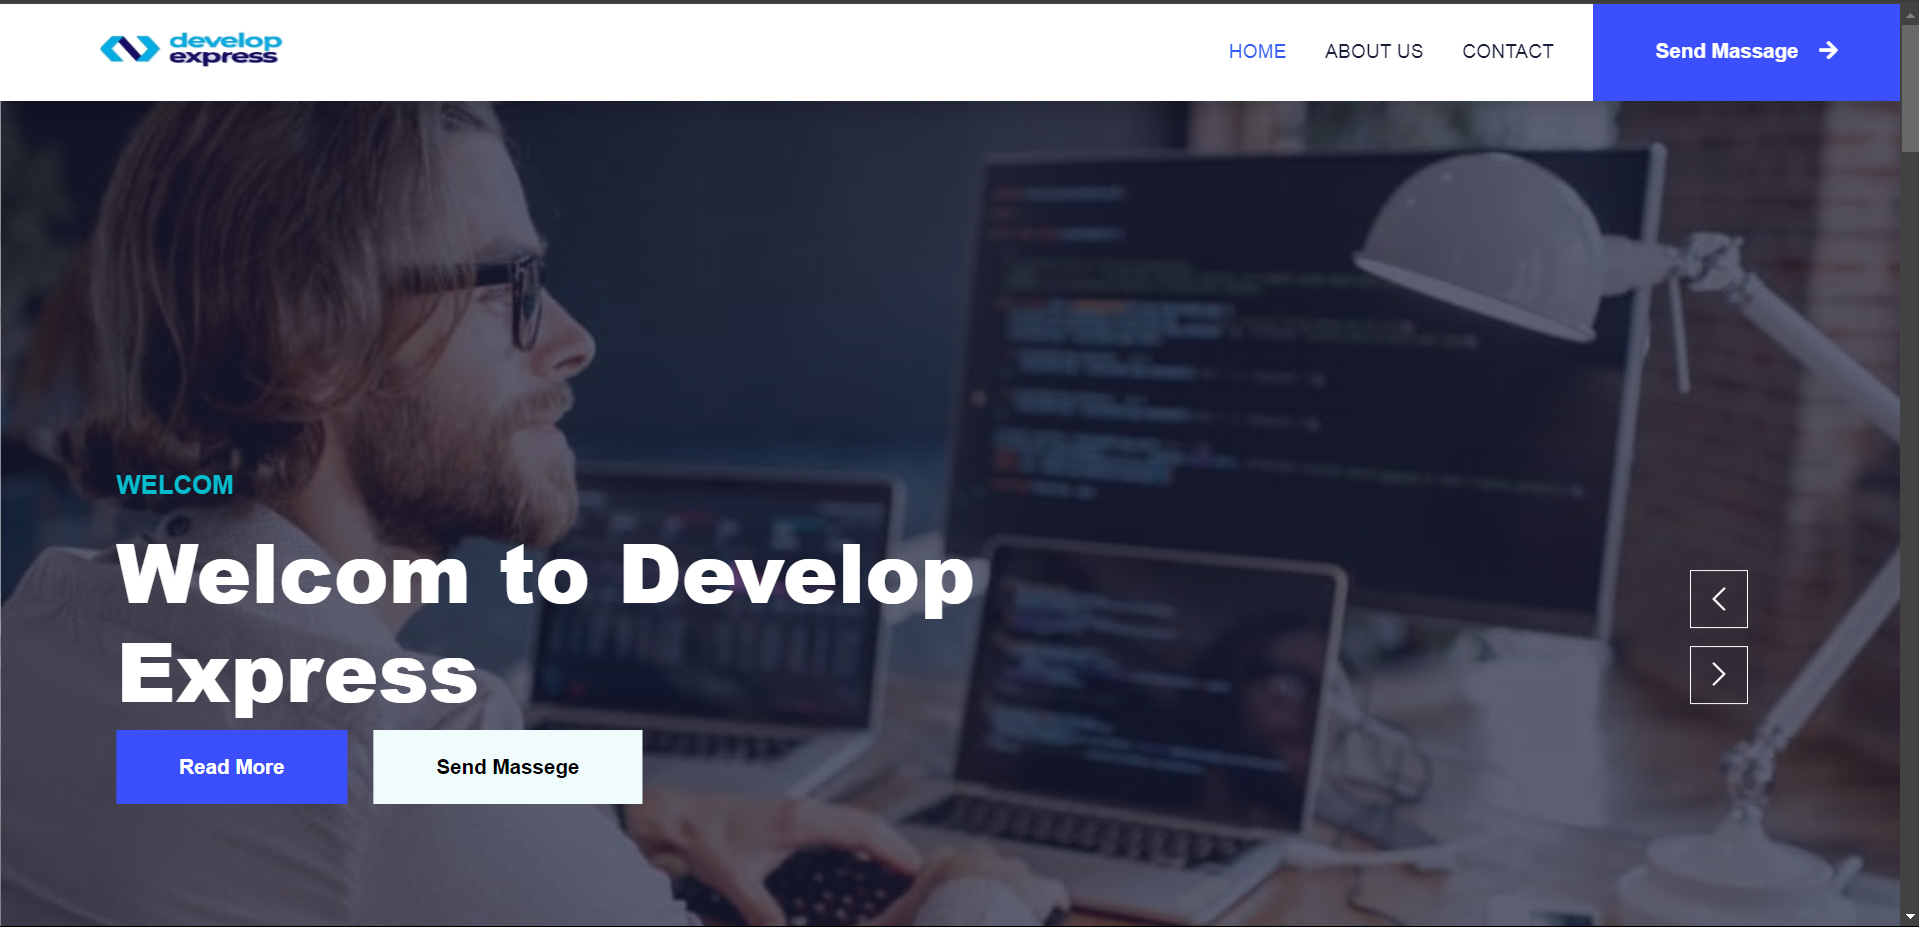 develop
express
HOME
ABOUT US
CONTACT
Send Massage
WELCOM
Welcom to Develop
Express
Read More
Send Massege